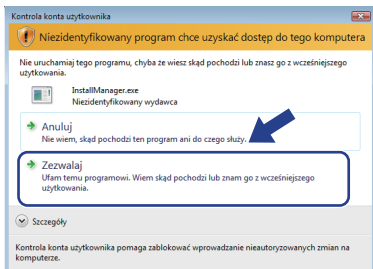 Kontrola konta użytkownika
Niezidentyfikowany program chce uzyskać dostęp do tego komputera
Nie uruchamiaj tego programu, chyba że wiesz skąd pochodzi lub znasz go z wcześniejszego
użytkowania.
InstallManager.exe
Niezidentyfikowany wydawca
Anuluj
Nie wiem, skąd pochodzi ten program ani do czego służy.
Zezwalaj
Ufam temu programowi. Wiem skąd pochodzi lub znam go z wcześniejszego
użytkowania.
Szczegóły
Kontrola konta użytkownika pomaga zablokować wprowadzanie nieautoryzowanych zmian na
komputerze.